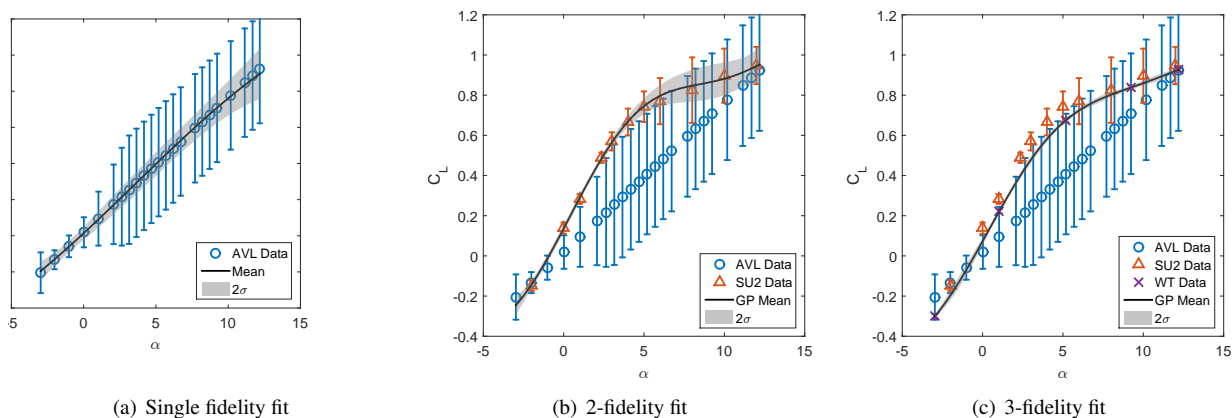 5
0
5
10
15
α
AVL Data
Mean
2σ
(a) Single fidelity fit
1.2
1
0.8
0.6
0.4
0.2
0
-0.2
-0.4
C_L
-5
0
5
10
15
α
AVL Data
SU2 Data
GP Mean
2σ
(b) 2-fidelity fit
1.2
1
0.8
0.6
0.4
0.2
0
-0.2
-0.4
C_L
-5
0
5
10
15
α
AVL Data
SU2 Data
WT Data
GP Mean
2σ
(c) 3-fidelity fit